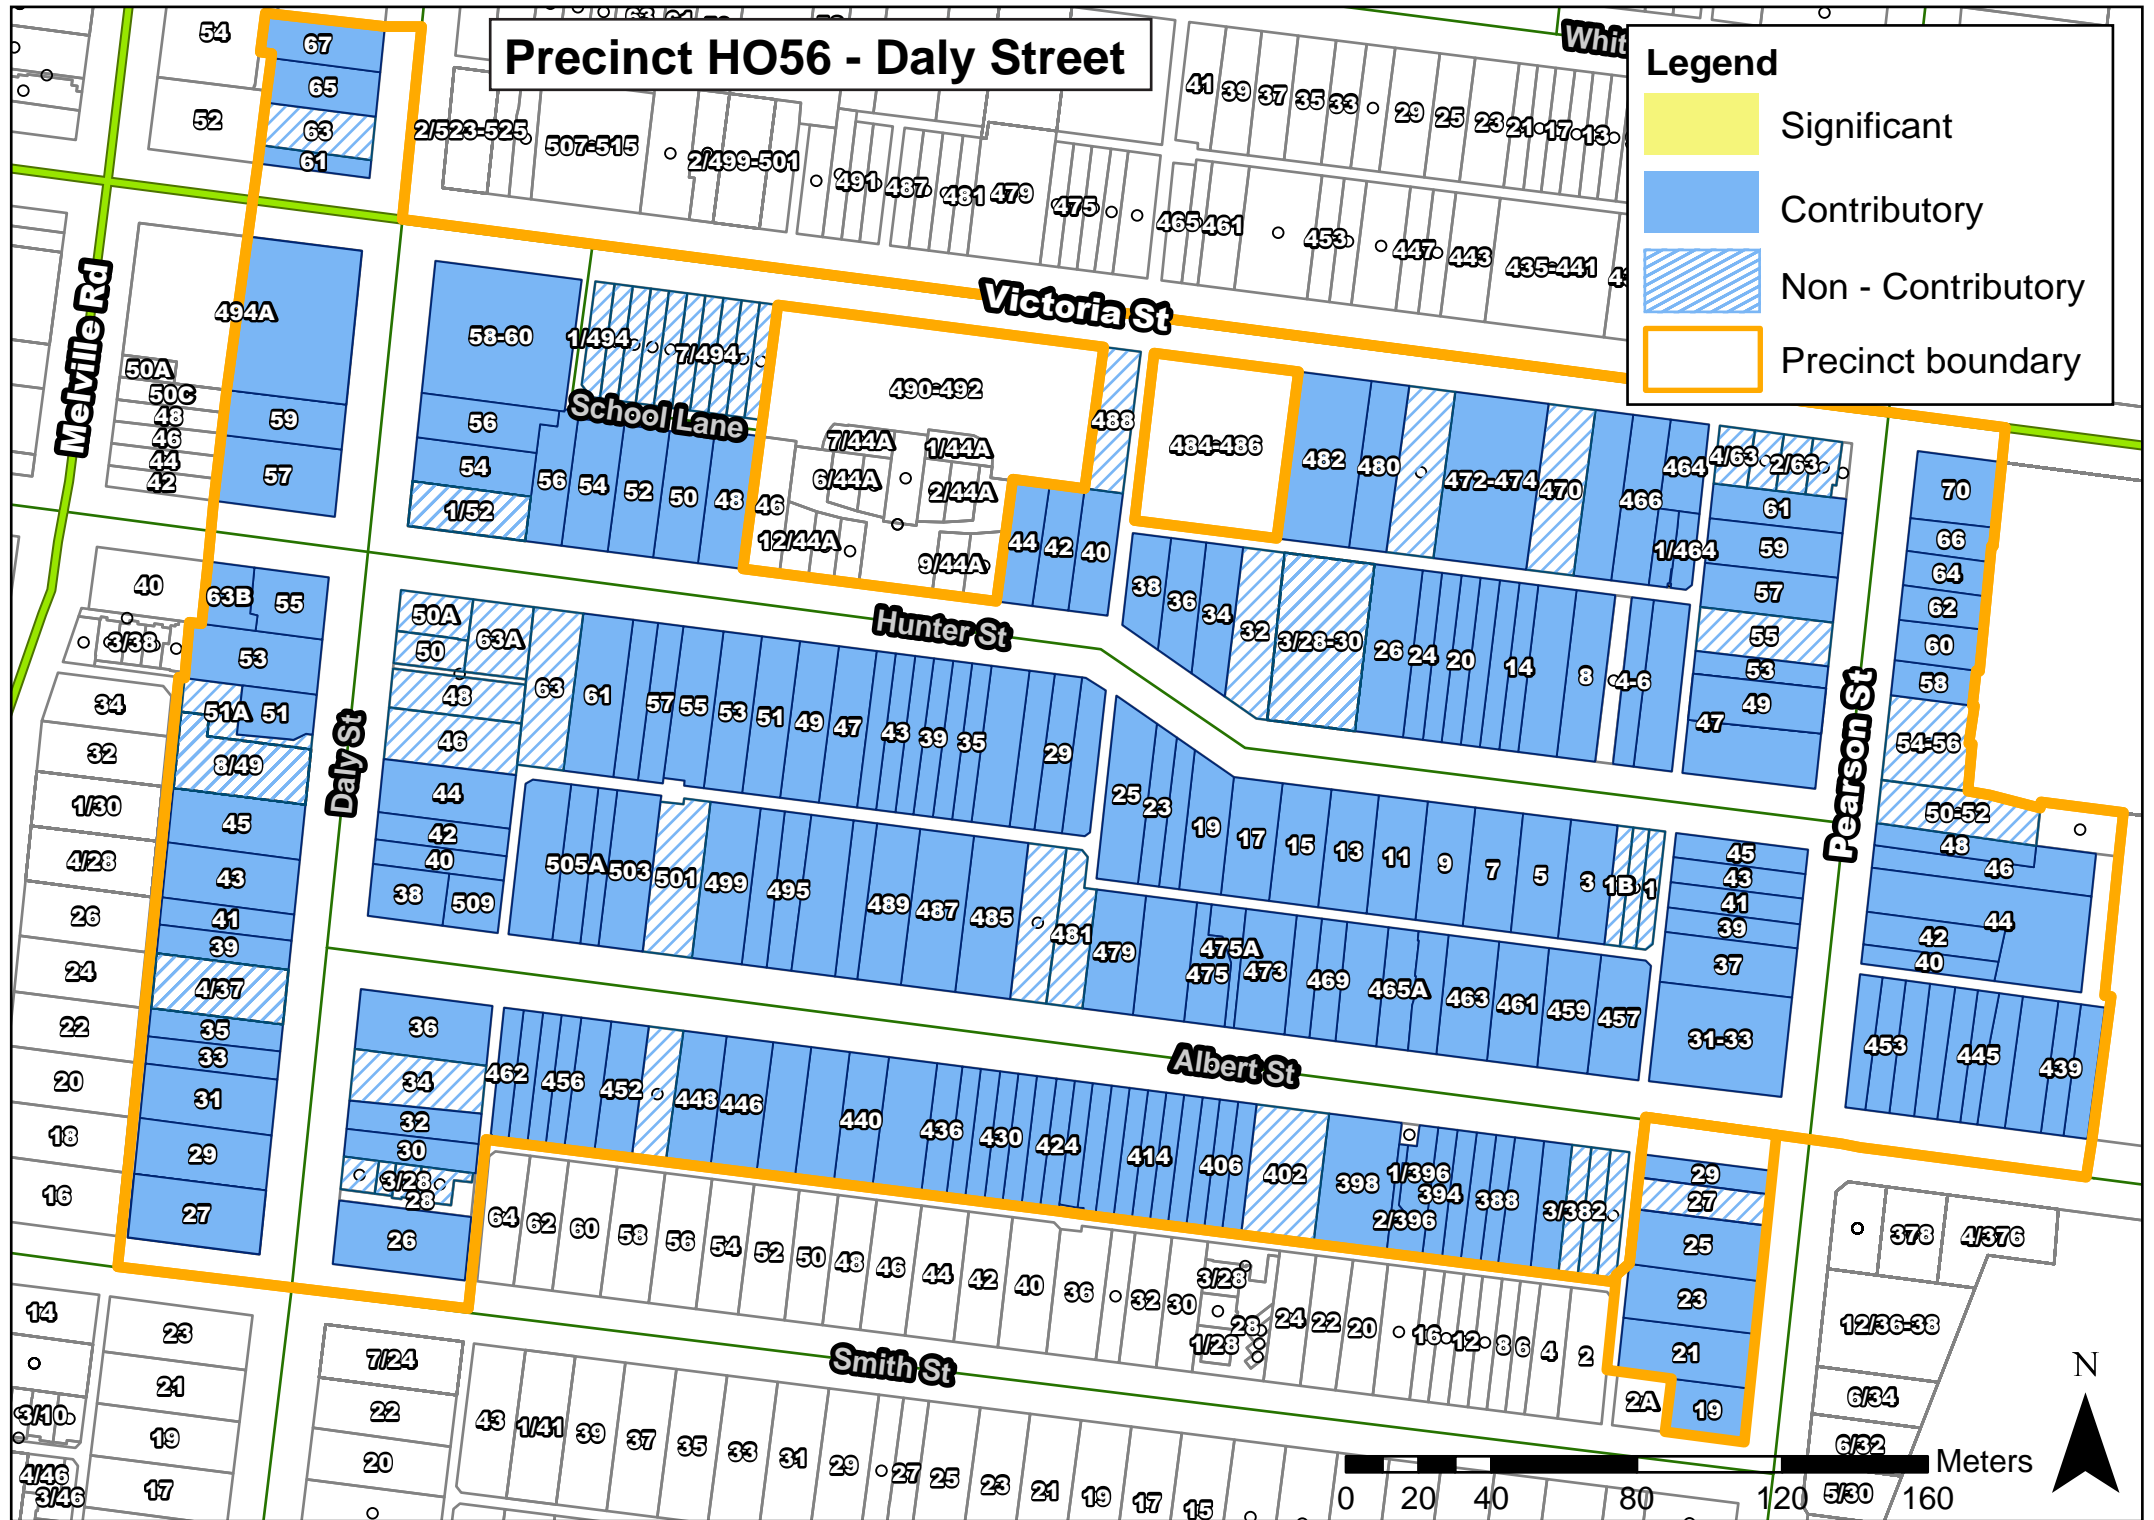 Precinct HO56 - Daly Street
Legend
Significant
Contributory
Non - Contributory
Precinct boundary
Whit
Victoria St
Melville Rd
School Lane
Hunter St
Daly St
Pearson St
Albert St
Smith St
N
Meters
0 20 40 80 120 160
54 67 65 52 63 61
2/523-525 507-515 2/499-501 491 487 481 479 475 465 461 453 447 443 435-441
41 39 37 35 33 29 25 23 21 17 13
494A 58-60 1/494 7/494 490-492 488 484-486 482 480 472-474 470 466 464 1/464 4/63 2/63
50A 50C 48 46 44 42 59 57
56 54 1/52 56 54 52 50 48 46
7/44A 1/44A 6/44A 2/44A 12/44A 9/44A 44 42 40
61 59 57 55 53 49 47
70 66 64 62 60 58 54-56 50-52 48 46 44 42 40
38 36 34 32 3/28-30 26 24 20 14 8 4-6
40 3/38 63B 55 53 51A 51 8/49 45 43 41 39 4/37 35 33 31 29 27
34 32 1/30 4/28 26 24 22 20 18 16
50A 50 63A 48 46 63 61 57 55 53 51 49 47 43 39 35 29
44 42 40 38 509 505A 503 501 499 495 489 487 485 481 479 475A 475 473 469 465A 463 461 459 457
25 23 19 17 15 13 11 9 7 5 3 1B 1
45 43 41 39 37 31-33
453 445 439
36 34 32 30 3/28 28 26
462 456 452 448 446 440 436 430 424 414 406 402 398 1/396 2/396 394 388 3/382
29 27 25 23 21 19 2A
64 62 60 58 56 54 52 50 48 46 44 42 40 36 32 30 3/28 28 1/28 24 22 20 16 12 8 6 4 2
378 4/376 12/36-38 6/34 6/32 5/30
14 23 21 3/10 19 4/46 3/46 17
7/24 22 20
43 1/41 39 37 35 33 31 29 27 25 23 21 19 17 15